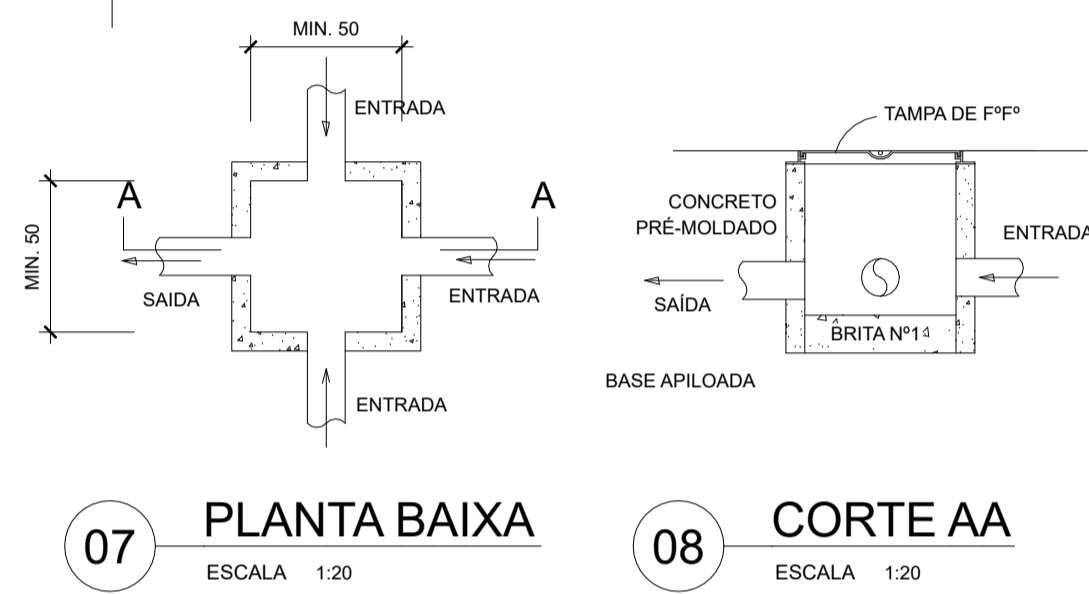 MIN. 50
ENTRADA
A
A
MIN. 50
SAIDA
ENTRADA
ENTRADA
07
PLANTA BAIXA
ESCALA 1:20
TAMPA DE FºFº
CONCRETO
PRÉ-MOLDADO
ENTRADA
SAÍDA
BRITA Nº1
BASE APILOADA
08
CORTE AA
ESCALA 1:20